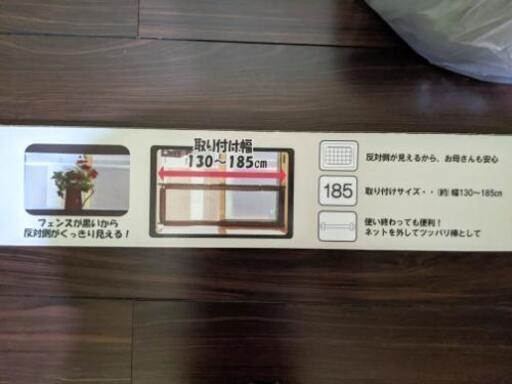 フェンスが黒いから
反対側がくっきり見える！
取り付け幅
130～185cm
反対側が見えるから、お母さんも安心
185
取り付けサイズ・・(約)幅130～185cm
使い終わっても便利！
ネットを外してツッパリ棒として